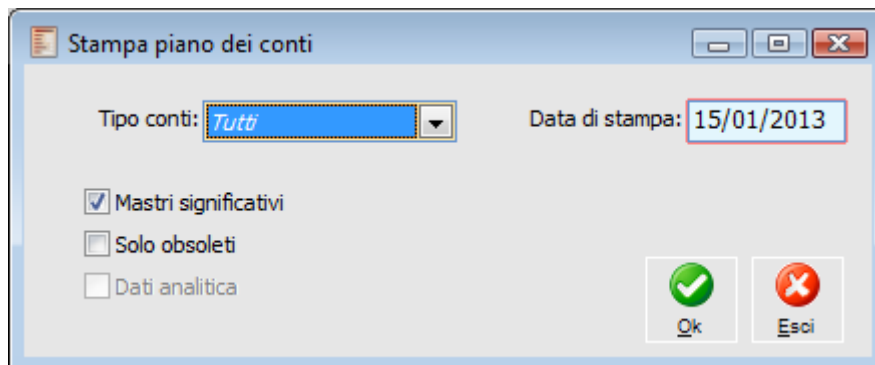 Stampa piano dei conti
Tipo conti: Tutti Data di stampa: 15/01/2013
Mastri significativi
Solo obsoleti
Dati analitica
Ok Esci